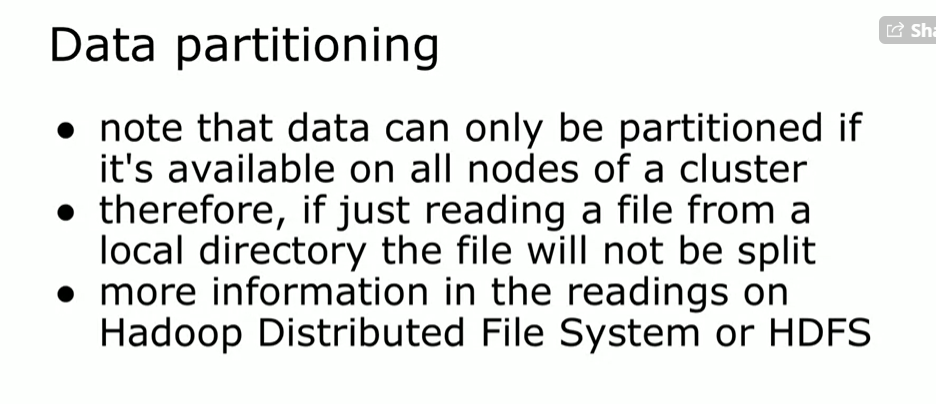 Data partitioning
Sha
● note that data can only be partitioned if
it's available on all nodes of a cluster
● therefore, if just reading a file from a
local directory the file will not be split
● more information in the readings on
Hadoop Distributed File System or HDFS